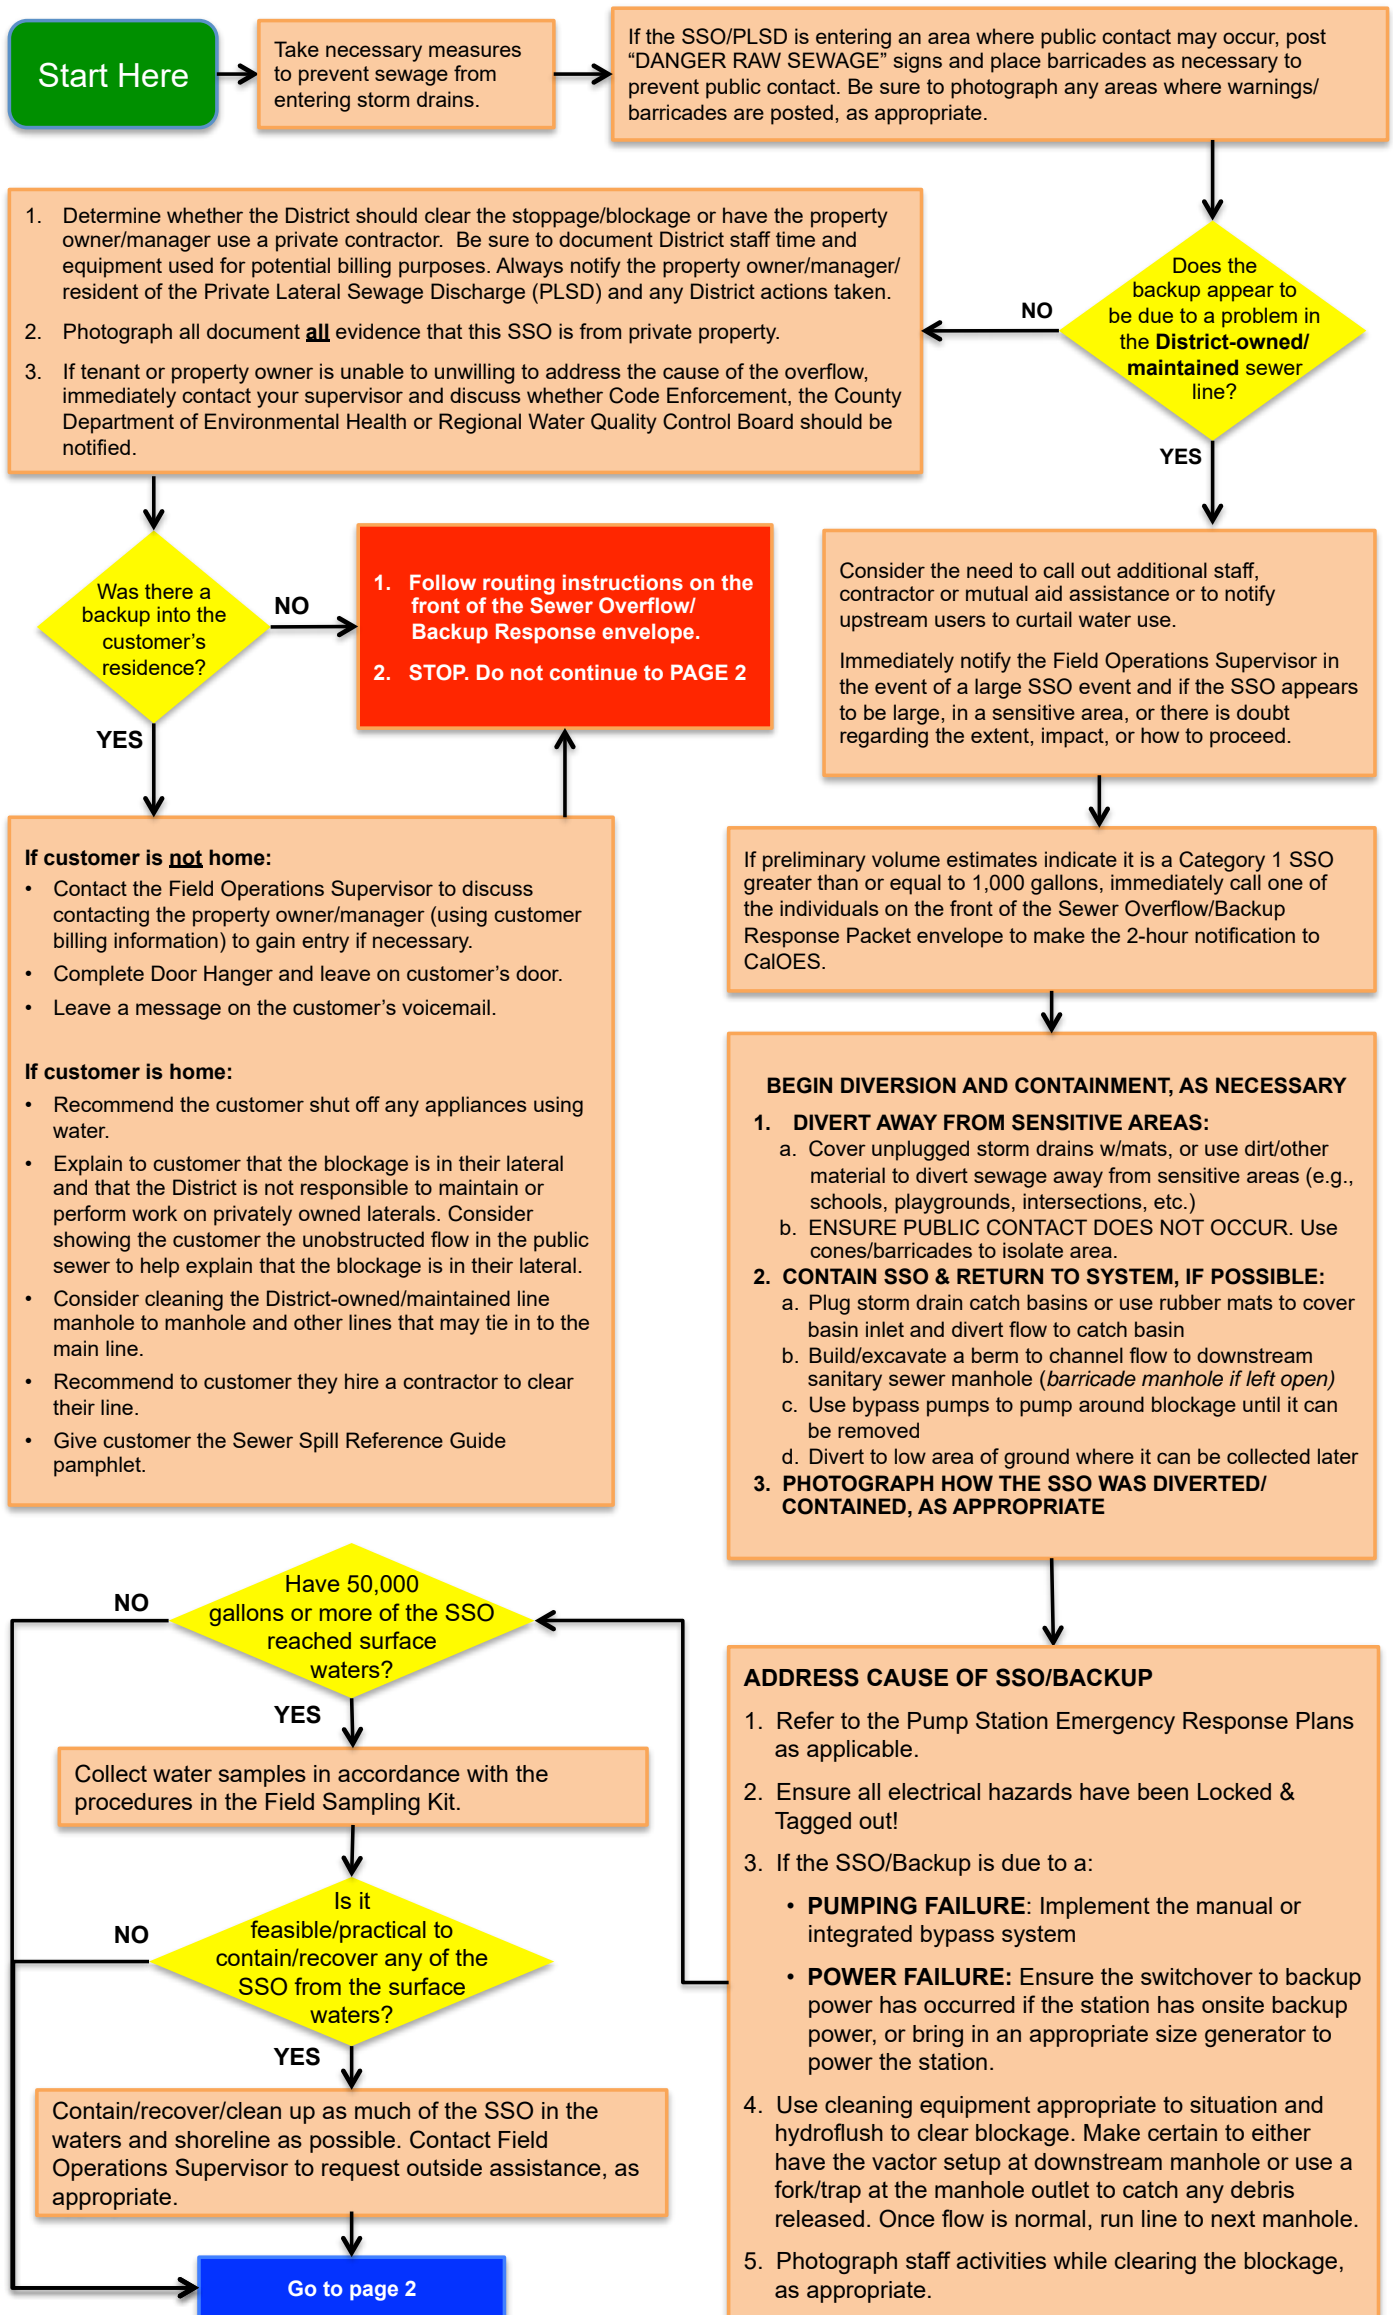 Start Here
Take necessary measures
to prevent sewage from
entering storm drains.
If the SSO/PLSD is entering an area where public contact may occur, post
“DANGER RAW SEWAGE” signs and place barricades as necessary to
prevent public contact. Be sure to photograph any areas where warnings/
barricades are posted, as appropriate.
Does the
backup appear to
be due to a problem in
the District-owned/
maintained sewer
line?
NO
YES
1. Determine whether the District should clear the stoppage/blockage or have the property
owner/manager use a private contractor. Be sure to document District staff time and
equipment used for potential billing purposes. Always notify the property owner/manager/
resident of the Private Lateral Sewage Discharge (PLSD) and any District actions taken.
2. Photograph all document all evidence that this SSO is from private property.
3. If tenant or property owner is unable to unwilling to address the cause of the overflow,
immediately contact your supervisor and discuss whether Code Enforcement, the County
Department of Environmental Health or Regional Water Quality Control Board should be
notified.
Was there a
backup into the
customer’s
residence?
NO
YES
1. Follow routing instructions on the
front of the Sewer Overflow/
Backup Response envelope.
2. STOP. Do not continue to PAGE 2
If customer is not home:
• Contact the Field Operations Supervisor to discuss
contacting the property owner/manager (using customer
billing information) to gain entry if necessary.
• Complete Door Hanger and leave on customer’s door.
• Leave a message on the customer’s voicemail.
If customer is home:
• Recommend the customer shut off any appliances using
water.
• Explain to customer that the blockage is in their lateral
and that the District is not responsible to maintain or
perform work on privately owned laterals. Consider
showing the customer the unobstructed flow in the public
sewer to help explain that the blockage is in their lateral.
• Consider cleaning the District-owned/maintained line
manhole to manhole and other lines that may tie in to the
main line.
• Recommend to customer they hire a contractor to clear
their line.
• Give customer the Sewer Spill Reference Guide
pamphlet.
Consider the need to call out additional staff,
contractor or mutual aid assistance or to notify
upstream users to curtail water use.
Immediately notify the Field Operations Supervisor in
the event of a large SSO event and if the SSO appears
to be large, in a sensitive area, or there is doubt
regarding the extent, impact, or how to proceed.
If preliminary volume estimates indicate it is a Category 1 SSO
greater than or equal to 1,000 gallons, immediately call one of
the individuals on the front of the Sewer Overflow/Backup
Response Packet envelope to make the 2-hour notification to
CalOES.
BEGIN DIVERSION AND CONTAINMENT, AS NECESSARY
1. DIVERT AWAY FROM SENSITIVE AREAS:
a. Cover unplugged storm drains w/mats, or use dirt/other
material to divert sewage away from sensitive areas (e.g.,
schools, playgrounds, intersections, etc.)
b. ENSURE PUBLIC CONTACT DOES NOT OCCUR. Use
cones/barricades to isolate area.
2. CONTAIN SSO & RETURN TO SYSTEM, IF POSSIBLE:
a. Plug storm drain catch basins or use rubber mats to cover
basin inlet and divert flow to catch basin
b. Build/excavate a berm to channel flow to downstream
sanitary sewer manhole (barricade manhole if left open)
c. Use bypass pumps to pump around blockage until it can
be removed
d. Divert to low area of ground where it can be collected later
3. PHOTOGRAPH HOW THE SSO WAS DIVERTED/
CONTAINED, AS APPROPRIATE
ADDRESS CAUSE OF SSO/BACKUP
1. Refer to the Pump Station Emergency Response Plans
as applicable.
2. Ensure all electrical hazards have been Locked &
Tagged out!
3. If the SSO/Backup is due to a:
• PUMPING FAILURE: Implement the manual or
integrated bypass system
• POWER FAILURE: Ensure the switchover to backup
power has occurred if the station has onsite backup
power, or bring in an appropriate size generator to
power the station.
4. Use cleaning equipment appropriate to situation and
hydroflush to clear blockage. Make certain to either
have the vactor setup at downstream manhole or use a
fork/trap at the manhole outlet to catch any debris
released. Once flow is normal, run line to next manhole.
5. Photograph staff activities while clearing the blockage,
as appropriate.
Have 50,000
gallons or more of the SSO
reached surface
waters?
NO
YES
Collect water samples in accordance with the
procedures in the Field Sampling Kit.
Is it
feasible/practical to
contain/recover any of the
SSO from the surface
waters?
NO
YES
Contain/recover/clean up as much of the SSO in the
waters and shoreline as possible. Contact Field
Operations Supervisor to request outside assistance, as
appropriate.
Go to page 2